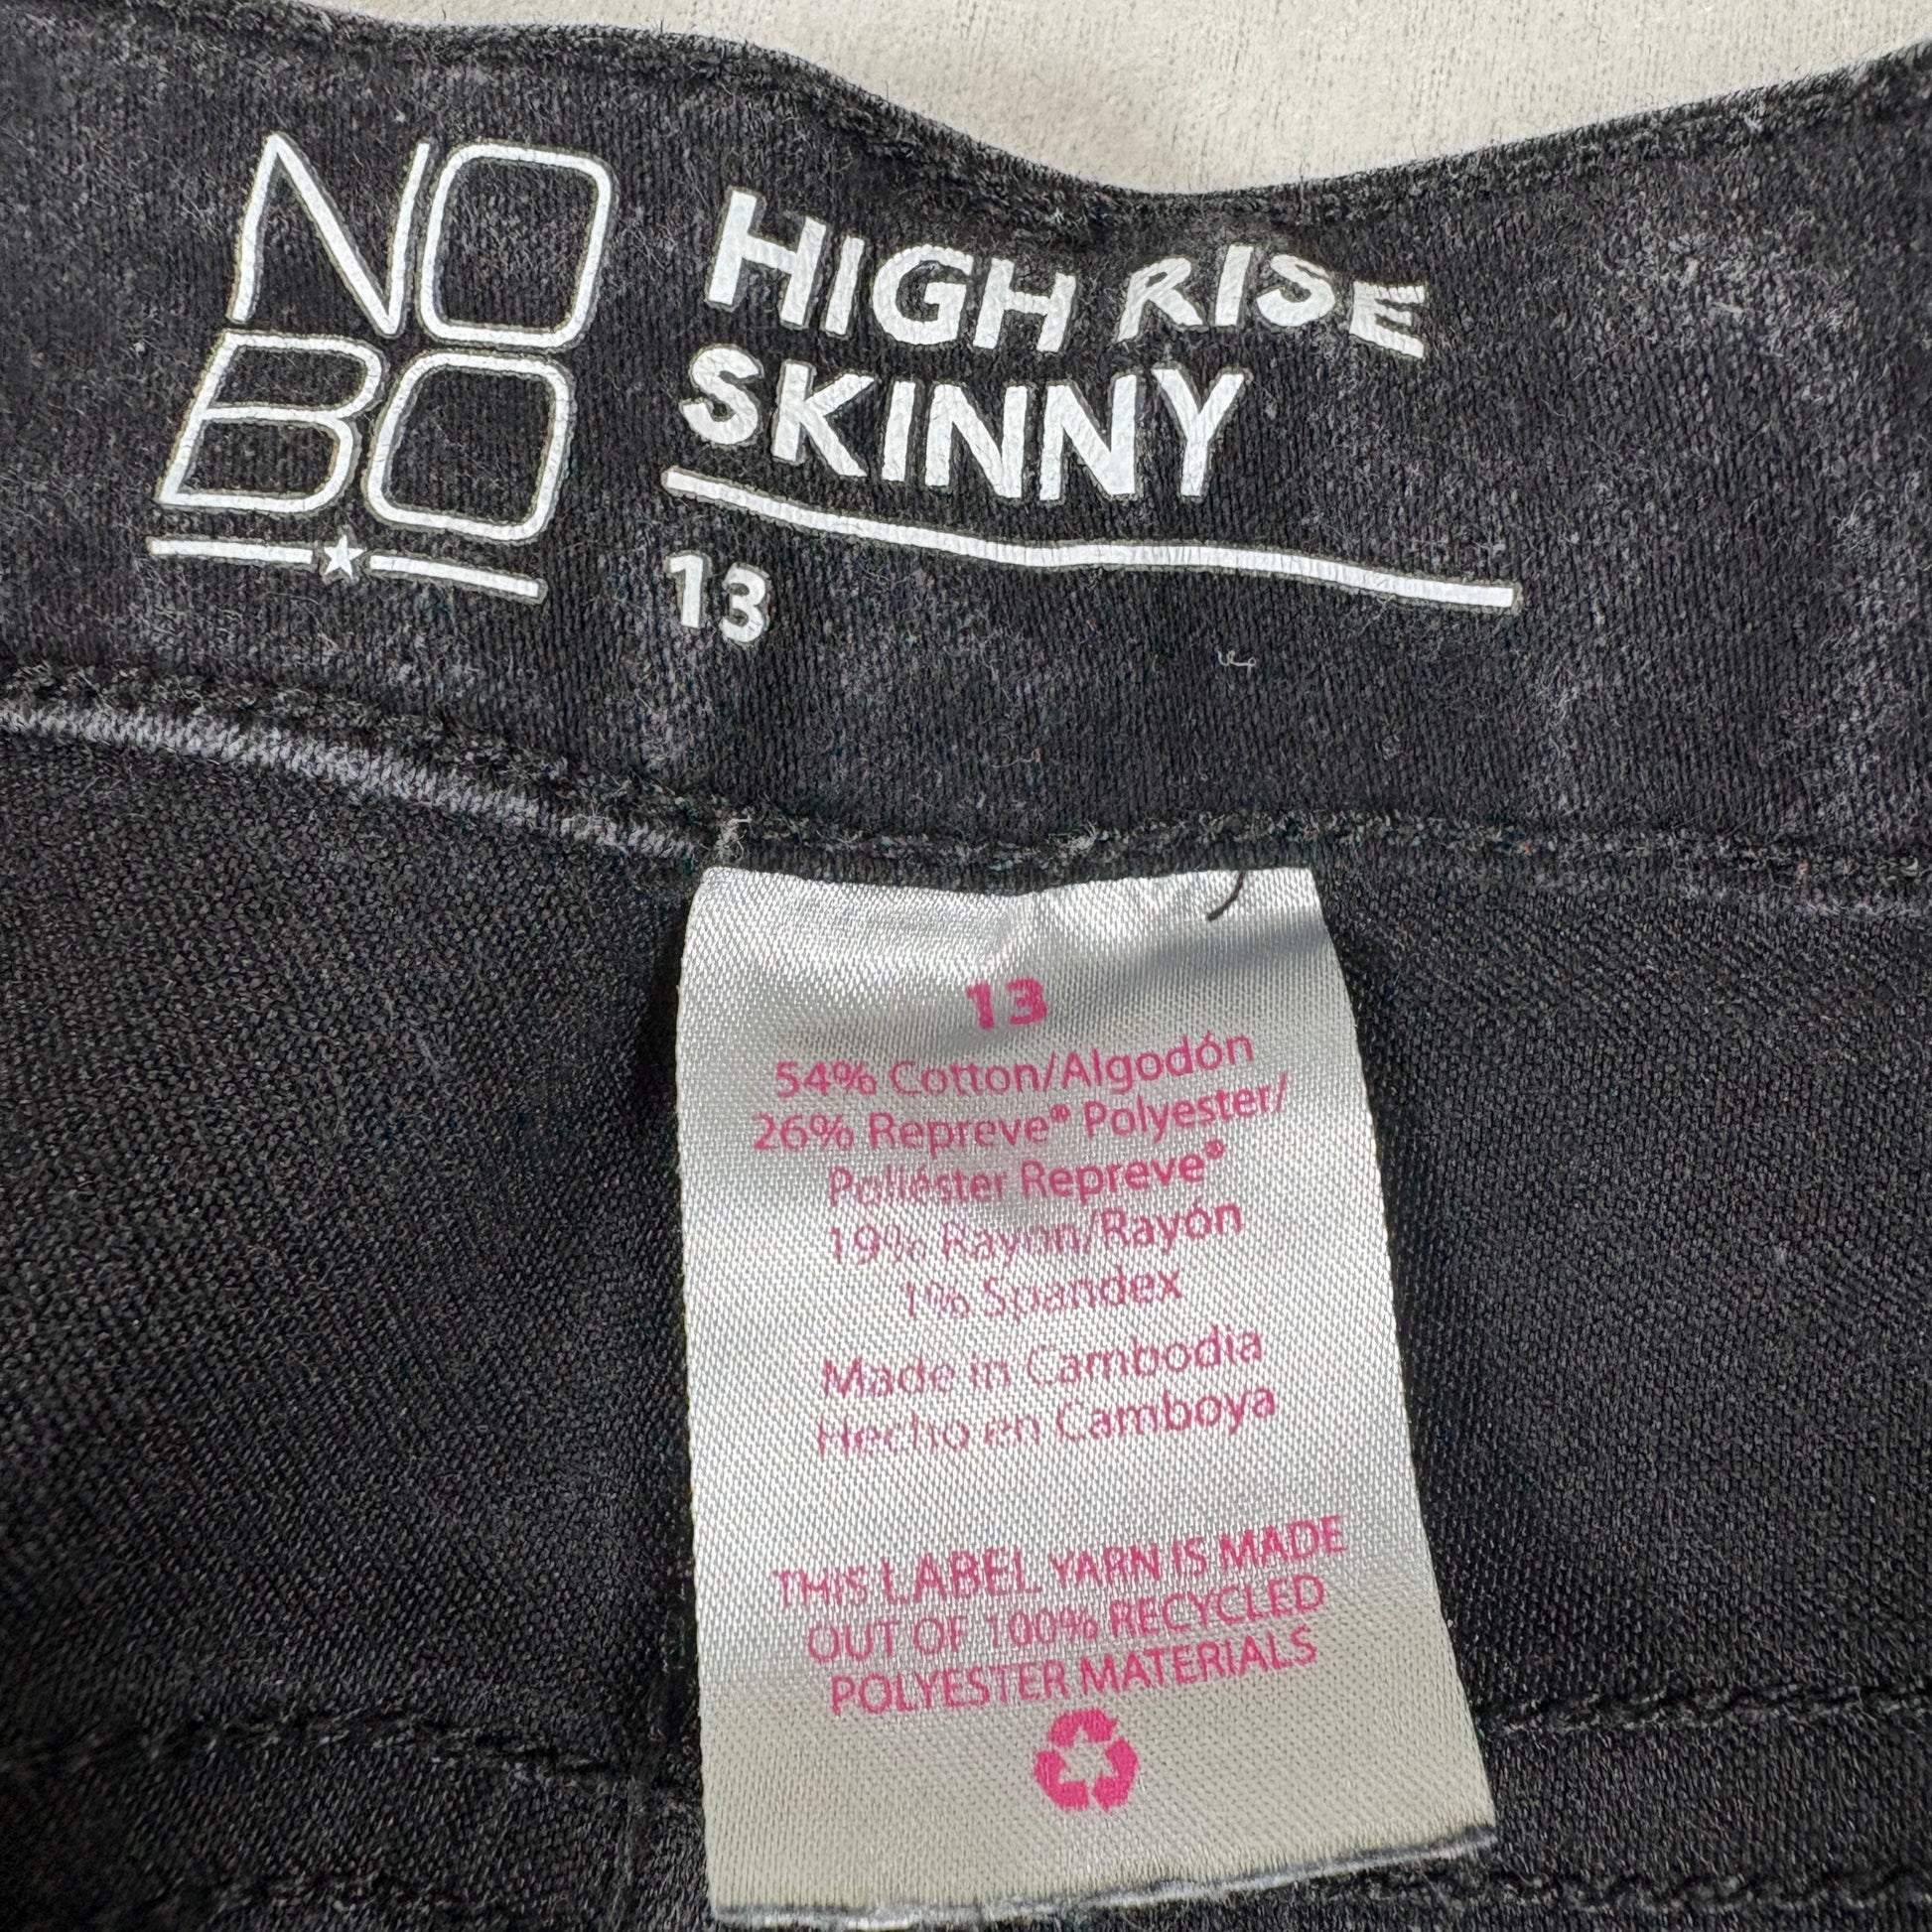 NO
BO
HIGH RISE
SKINNY
13
13
54% Cotton/Algodón
26% Repreve® Polyester/
Poliéster Repreve®
19% Rayon/Rayón
1% Spandex
Made in Cambodia
Hecho en Camboya
THIS LABEL YARN IS MADE
OUT OF 100% RECYCLED
POLYESTER MATERIALS